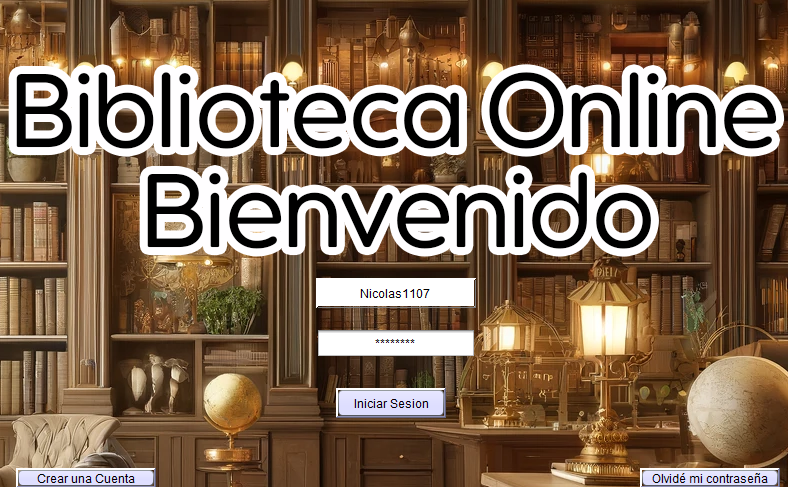 Biblioteca Online
Bienvenido
Nicolas1107
********
Iniciar Sesion
Crear una Cuenta
Olvidé mi contraseña